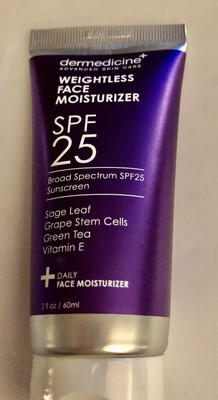 dermedicine+
ADVANCED SKIN CARE
WEIGHTLESS
FACE
MOISTURIZER
SPF
25
Broad Spectrum SPF25
Sunscreen
Sage Leaf
Grape Stem Cells
Green Tea
Vitamin E
+ DAILY
FACE MOISTURIZER
2 fl oz / 60ml